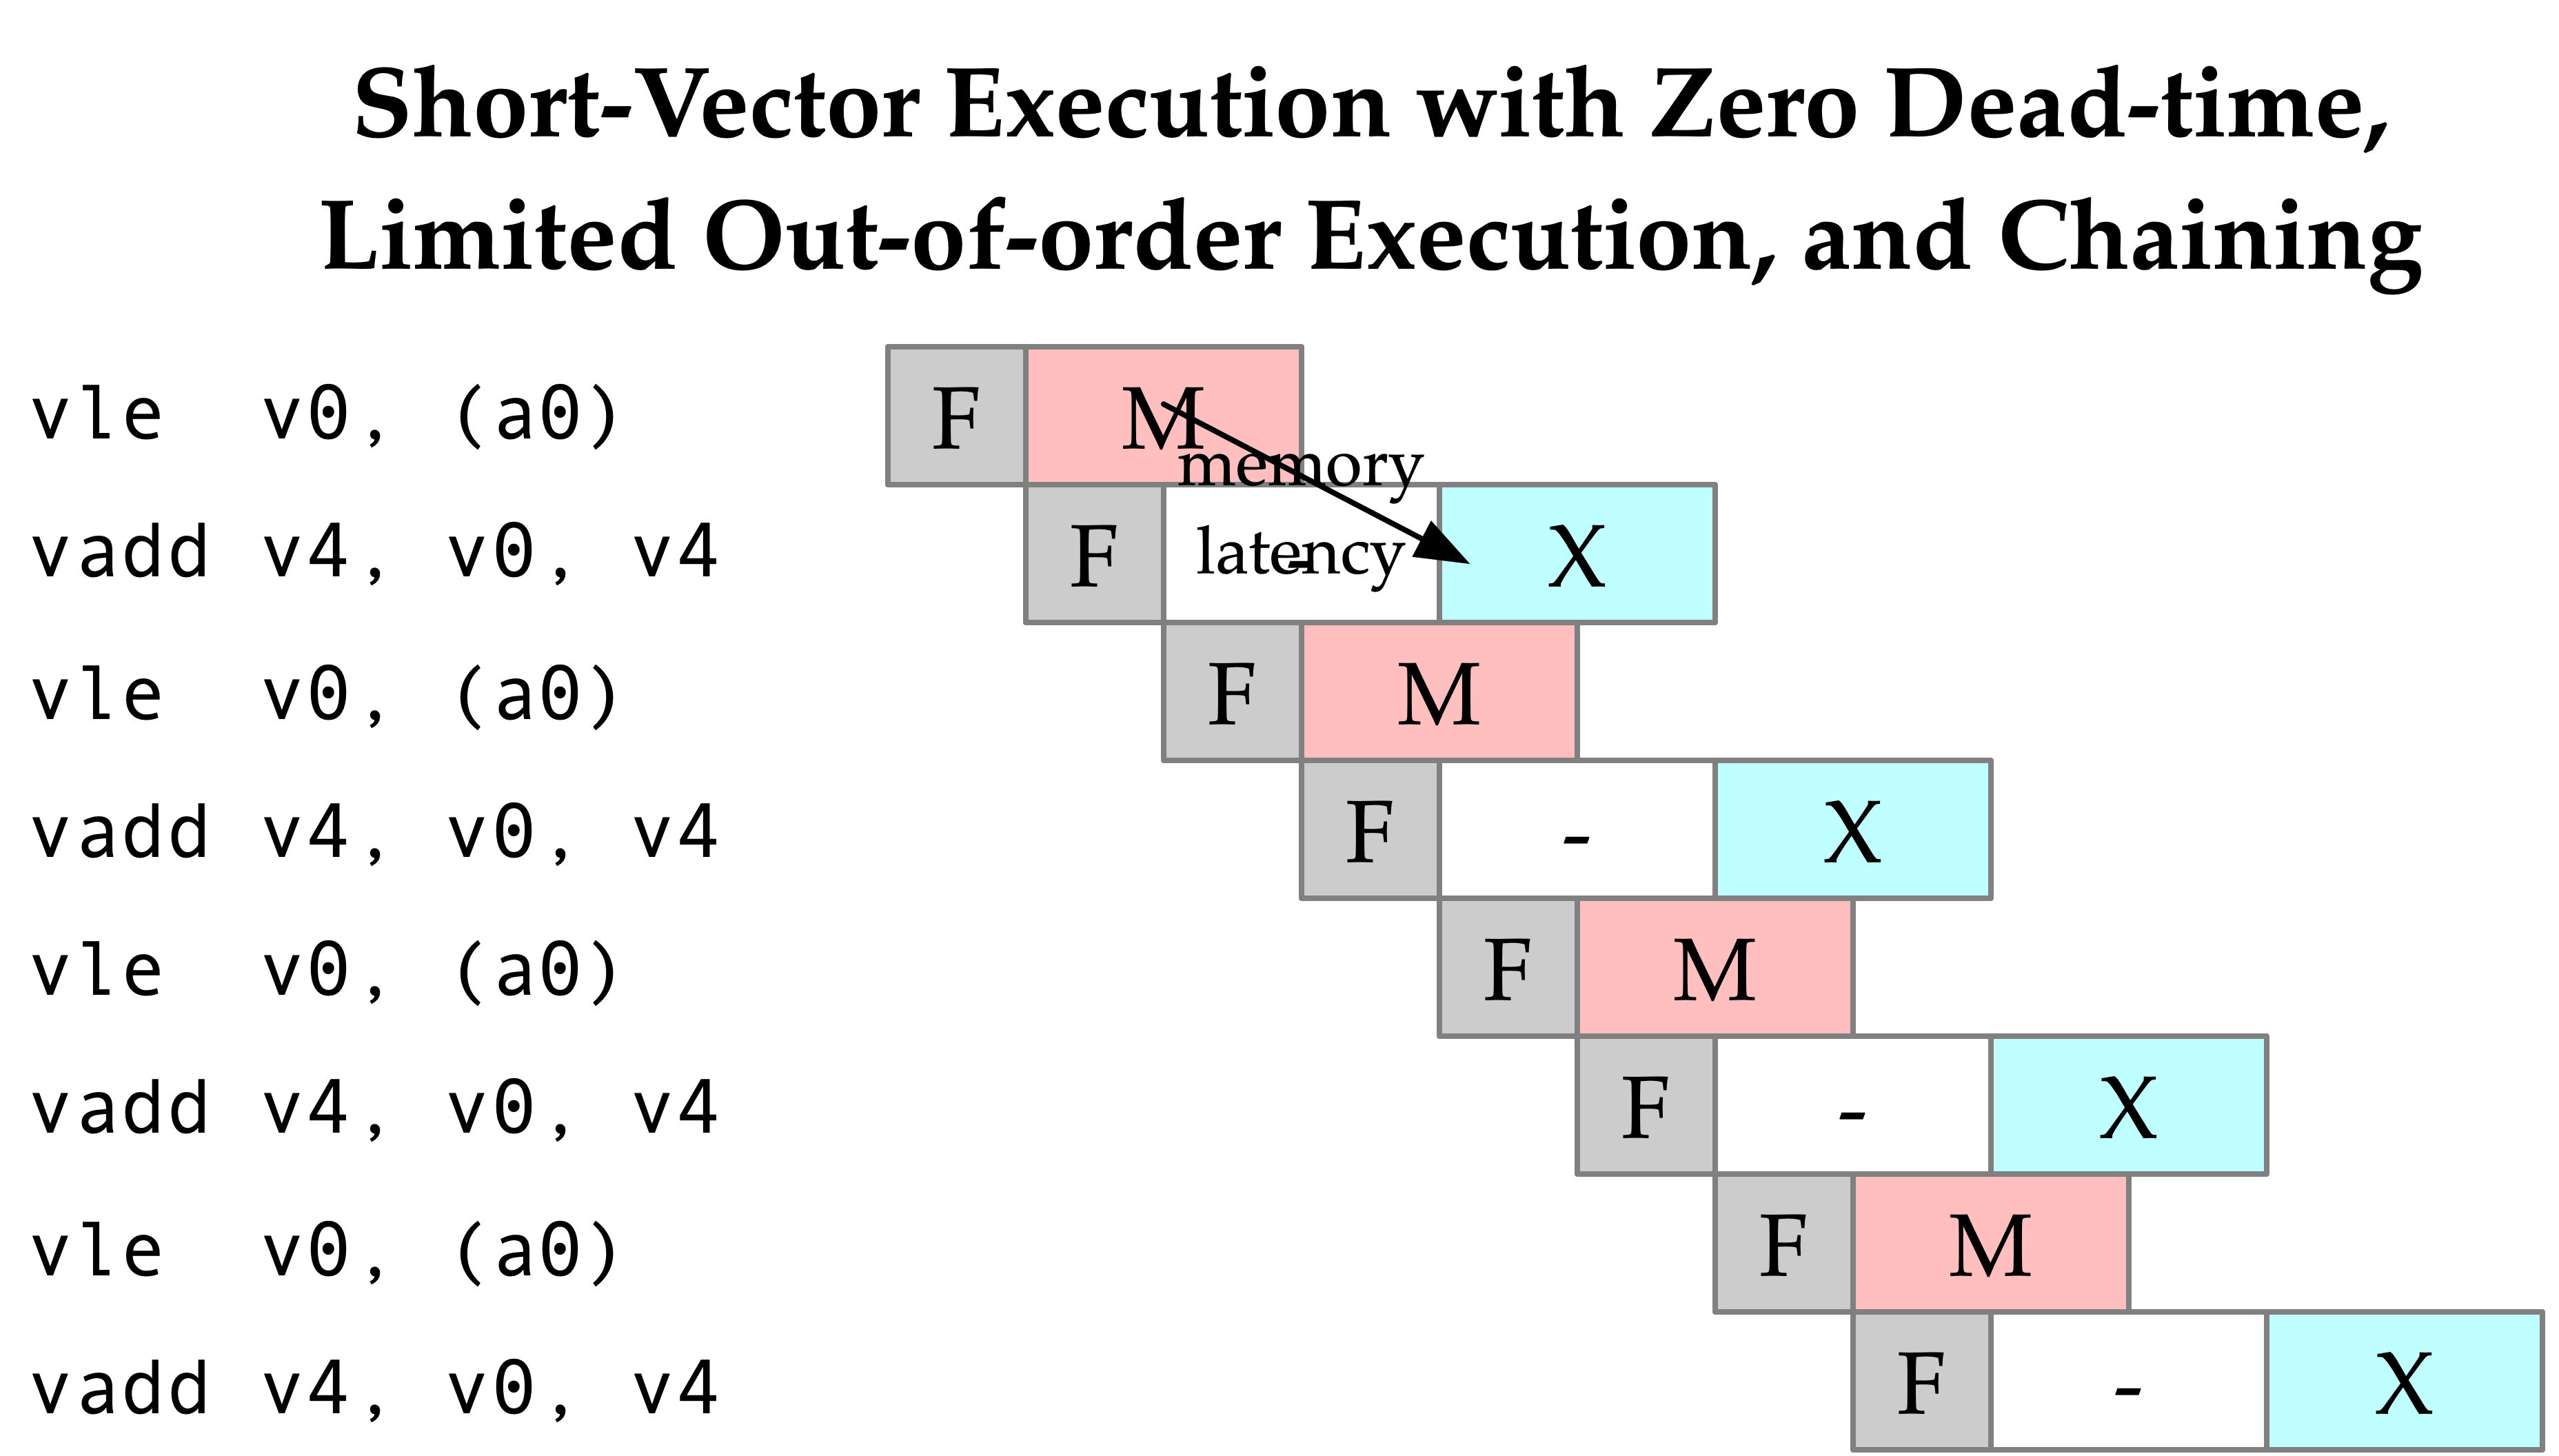 Short-Vector Execution with Zero Dead-time,
Limited Out-of-order Execution, and Chaining
vle v0, (a0) F M
memory
latency
vadd v4, v0, v4 F - X
vle v0, (a0) F M
vadd v4, v0, v4 F - X
vle v0, (a0) F M
vadd v4, v0, v4 F - X
vle v0, (a0) F M
vadd v4, v0, v4 F - X